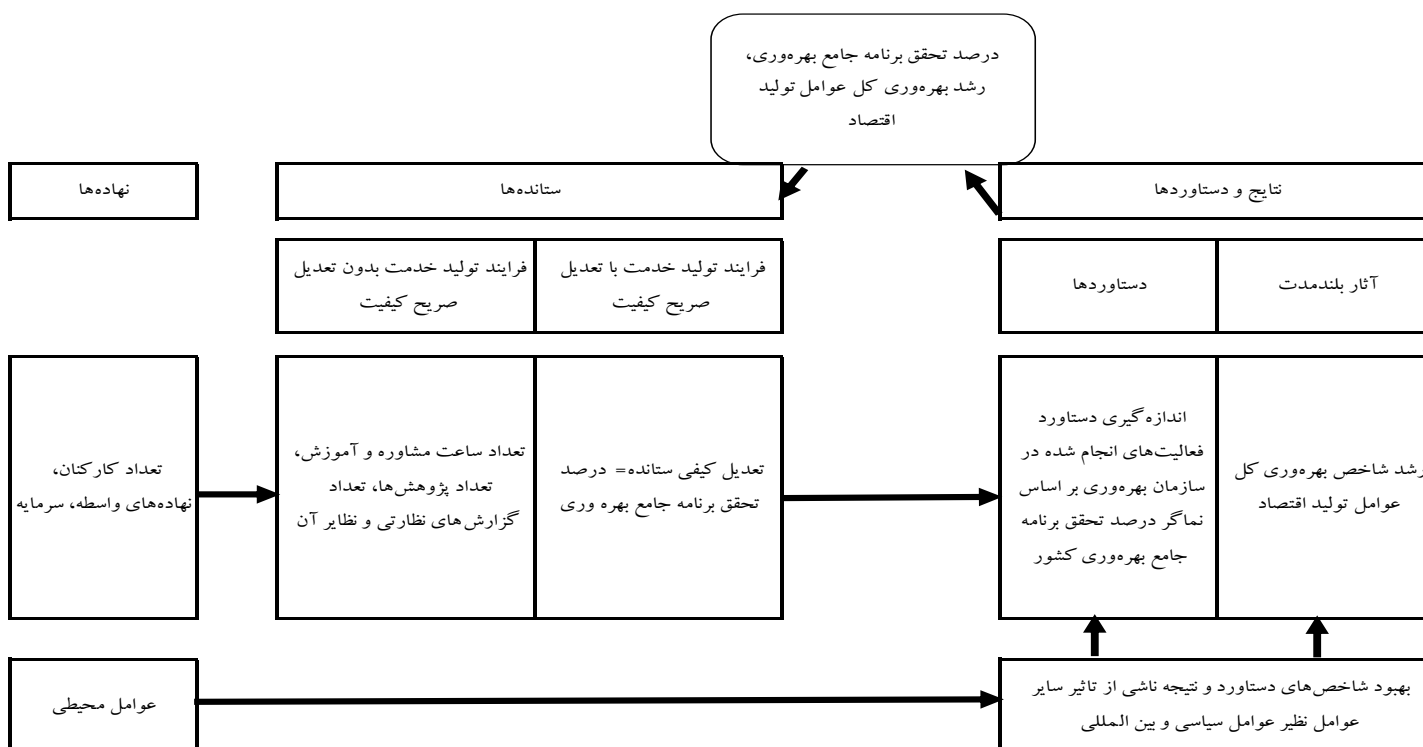 درصد تحقق برنامه جامع بهره‌وری،
رشد بهره‌وری کل عوامل تولید
اقتصاد
نهاده‌ها
ستانده‌ها
نتایج و دستاوردها
فرایند تولید خدمت بدون تعدیل
صریح کیفیت
فرایند تولید خدمت با تعدیل
صریح کیفیت
دستاوردها
آثار بلندمدت
تعداد کارکنان،
نهاده‌های واسطه، سرمایه
تعداد ساعت مشاوره و آموزش،
تعداد پژوهش‌ها، تعداد
گزارش‌های نظارتی و نظایر آن
تعدیل کیفی ستانده= درصد
تحقق برنامه جامع بهره وری
اندازه‌گیری دستاورد
فعالیت‌های انجام شده در
سازمان بهره‌وری بر اساس
نماگر درصد تحقق برنامه
جامع بهره‌وری کشور
رشد شاخص بهره‌وری کل
عوامل تولید اقتصاد
عوامل محیطی
بهبود شاخص‌های دستاورد و نتیجه ناشی از تاثیر سایر
عوامل نظیر عوامل سیاسی و بین المللی